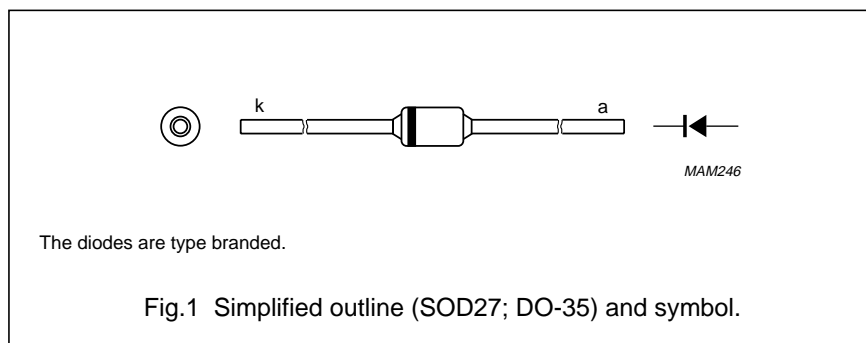 k
a
MAM246
The diodes are type branded.
Fig.1 Simplified outline (SOD27; DO-35) and symbol.